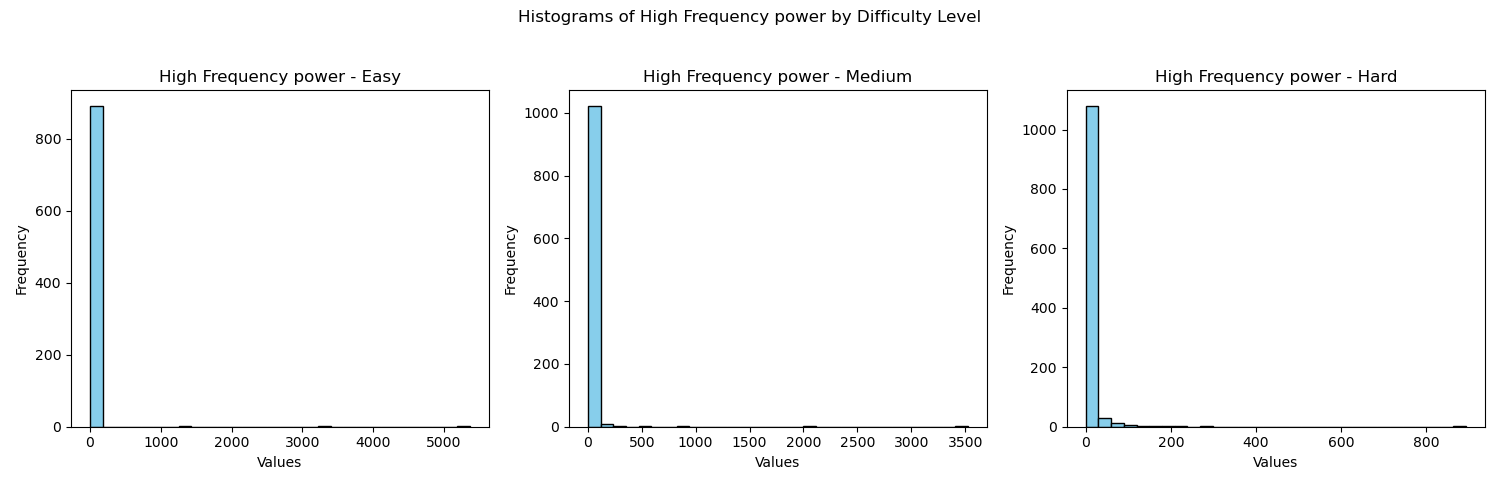 Histograms of High Frequency power by Difficulty Level
High Frequency power - Easy
Frequency
800
600
400
200
0
0 1000 2000 3000 4000 5000
Values
High Frequency power - Medium
Frequency
1000
800
600
400
200
0
0 500 1000 1500 2000 2500 3000 3500
Values
High Frequency power - Hard
Frequency
1000
800
600
400
200
0
0 200 400 600 800
Values